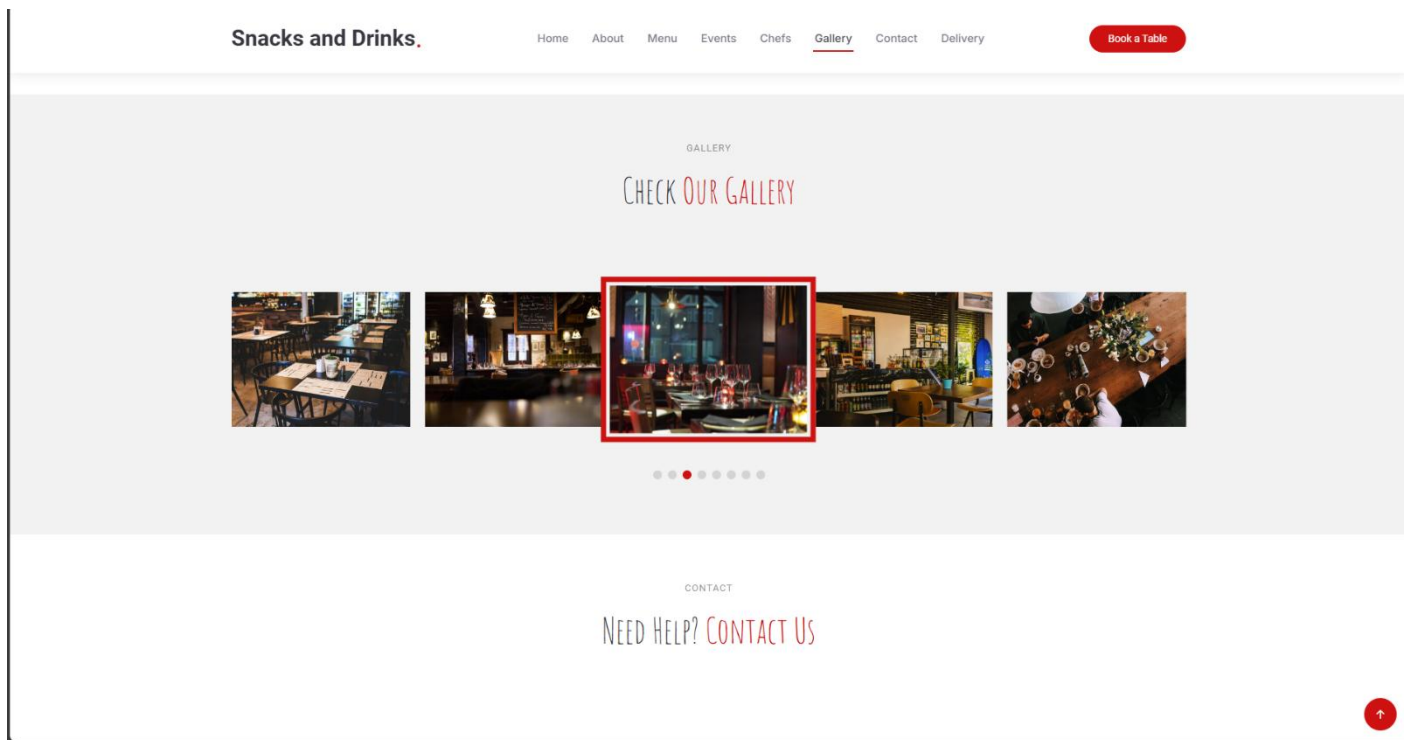 Snacks and Drinks.
Home About Menu Events Chefs Gallery Contact Delivery
Book a Table
GALLERY
CHECK OUR GALLERY
CONTACT
NEED HELP? CONTACT US